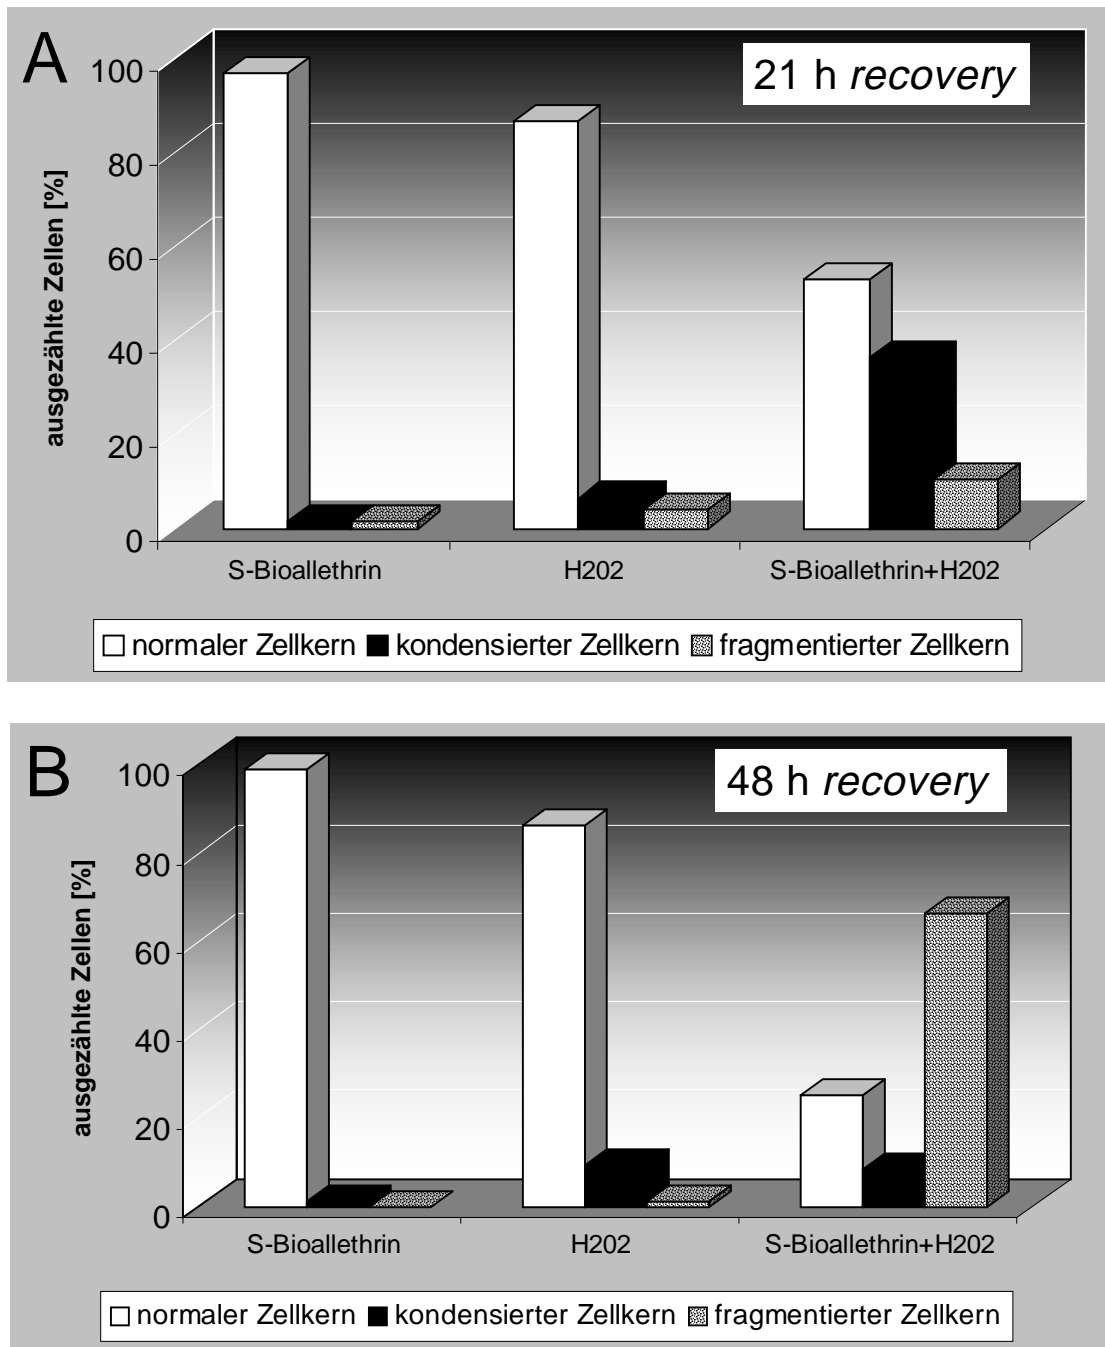 A
21 h recovery
100
80
60
40
20
0
ausgezählte Zellen [%]
S-Bioallethrin H202 S-Bioallethrin+H202
normaler Zellkern kondensierter Zellkern fragmentierter Zellkern
B
48 h recovery
100
80
60
40
20
0
ausgezählte Zellen [%]
S-Bioallethrin H202 S-Bioallethrin+H202
normaler Zellkern kondensierter Zellkern fragmentierter Zellkern